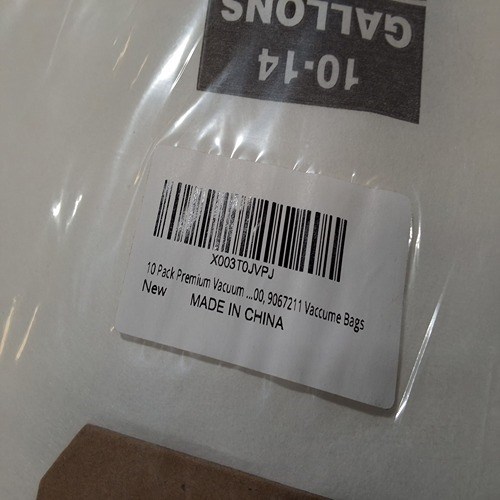 10-14
GALLONS
X003T0JVPJ
10 Pack Premium Vacuum ...00, 9067211 Vaccume Bags
New
MADE IN CHINA